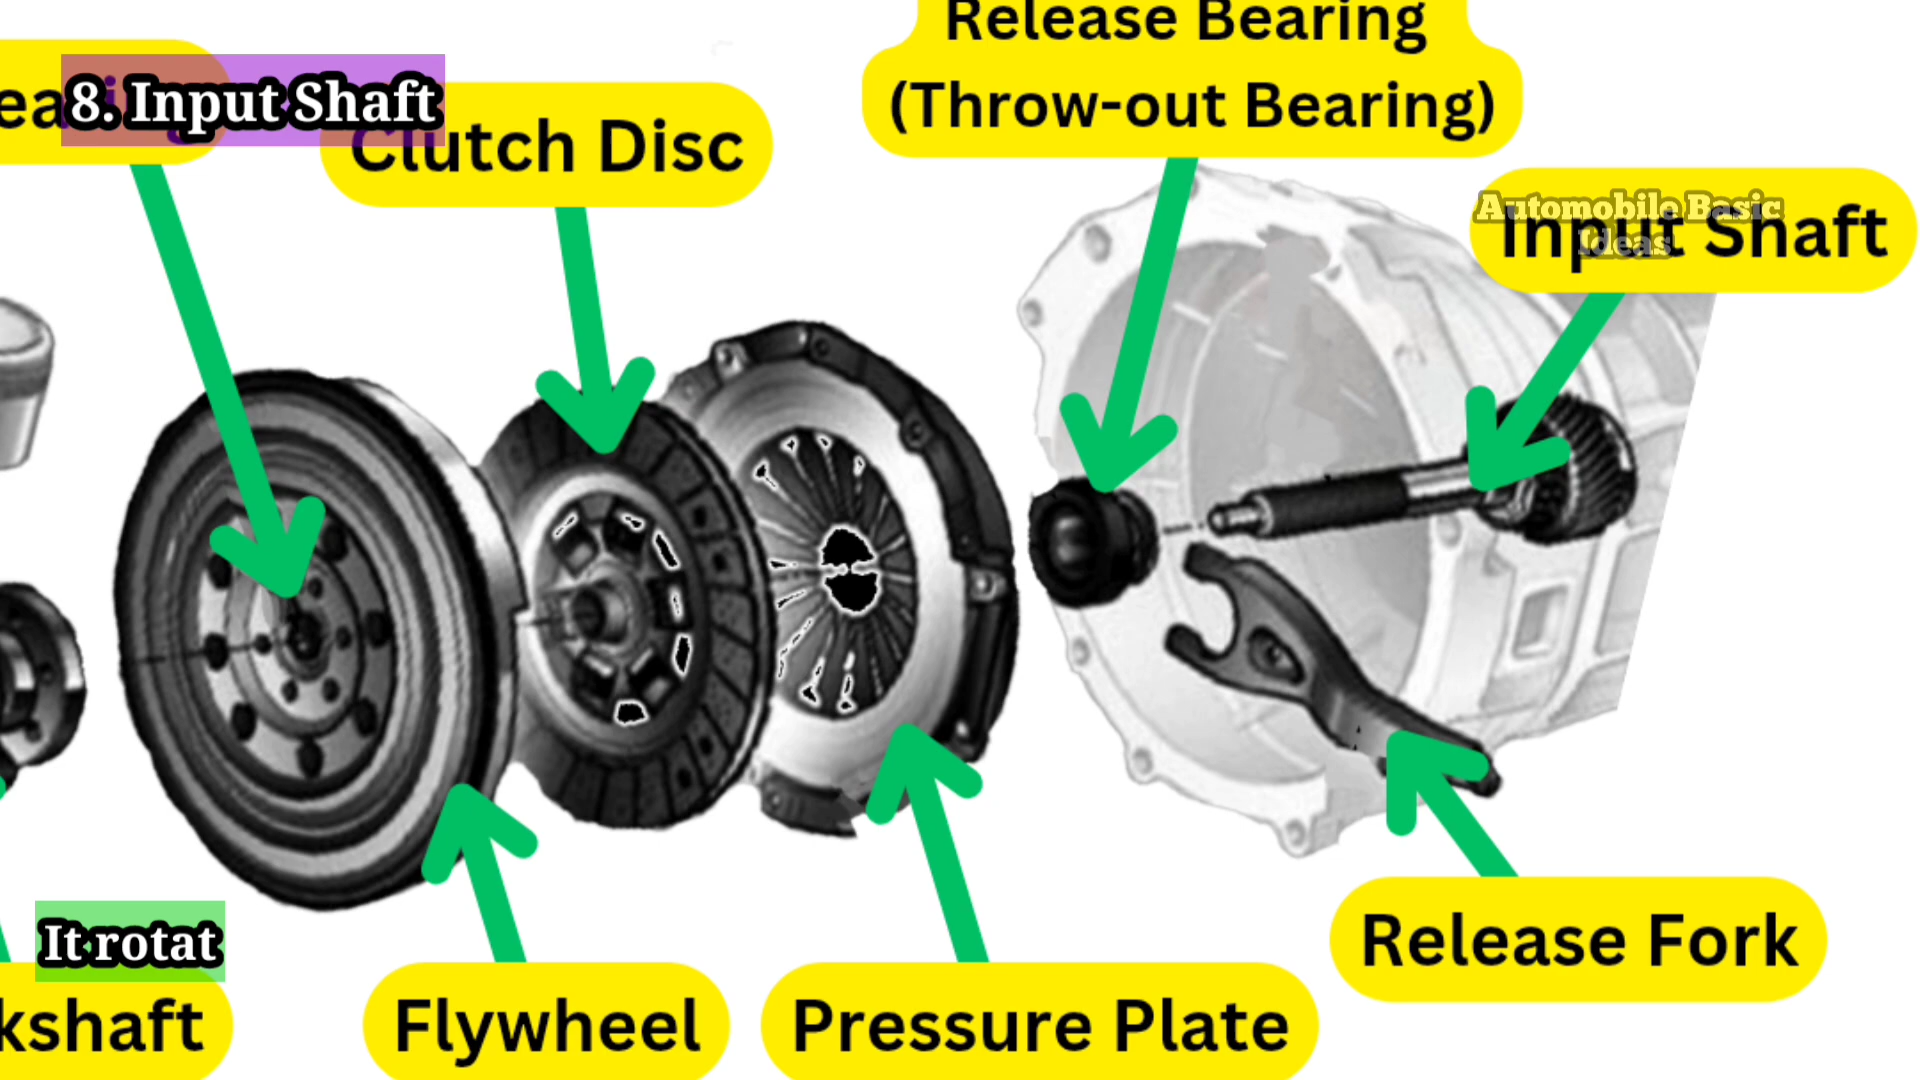 Release Bearing
(Throw-out Bearing)
8. Input Shaft
Clutch Disc
Automobile Basic
Ideas
Input Shaft
It rotat
Release Fork
kshaft
Flywheel
Pressure Plate